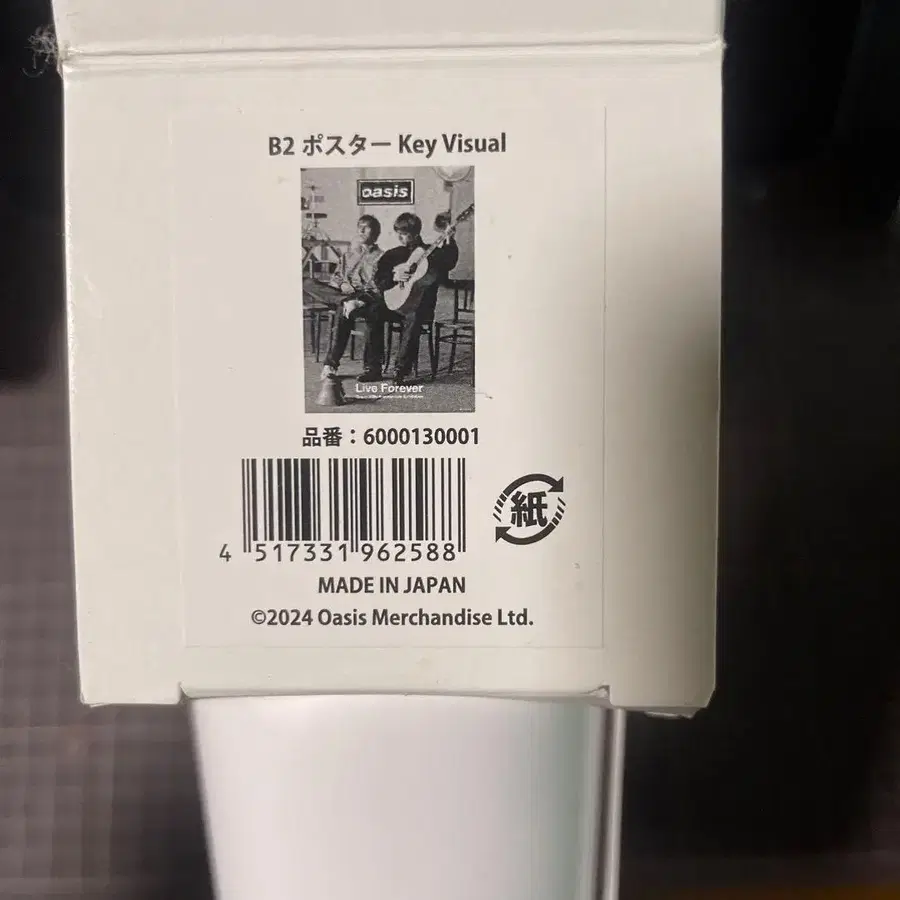 B2 ポスター Key Visual
oasis
Live Forever
品番：6000130001
紙
4 517331 962588
MADE IN JAPAN
©2024 Oasis Merchandise Ltd.